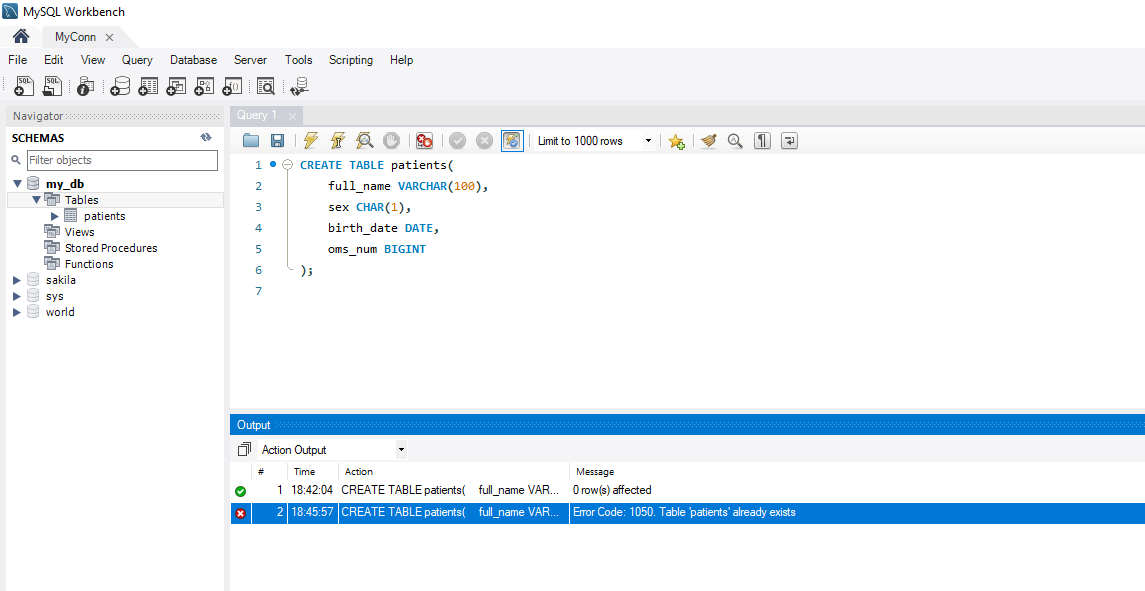 MySQL Workbench
MyConn
File Edit View Query Database Server Tools Scripting Help
Navigator
SCHEMAS
Filter objects
my_db
Tables
patients
Views
Stored Procedures
Functions
sakila
sys
world
Query 1
Limit to 1000 rows
1 CREATE TABLE patients(
2 full_name VARCHAR(100),
3 sex CHAR(1),
4 birth_date DATE,
5 oms_num BIGINT
6 );
7
Output
Action Output
# Time Action Message
1 18:42:04 CREATE TABLE patients( full_name VAR... 0 row(s) affected
2 18:45:57 CREATE TABLE patients( full_name VAR... Error Code: 1050. Table 'patients' already exists